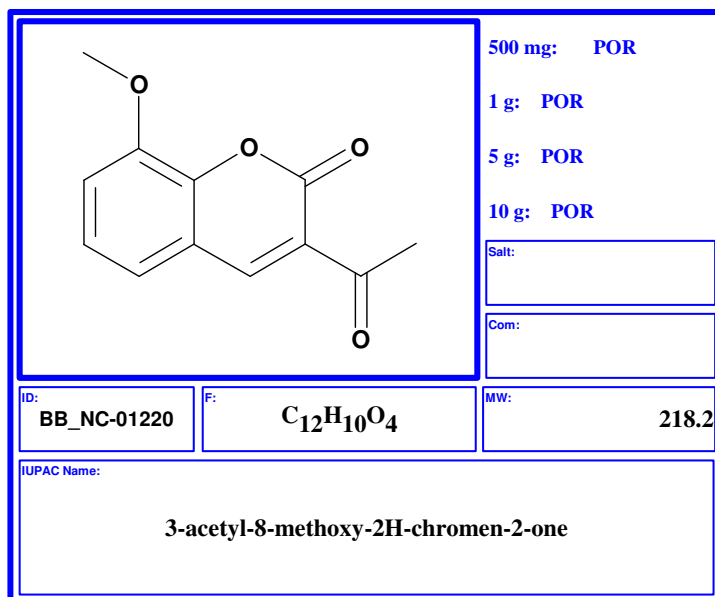 500 mg: POR
1 g: POR
5 g: POR
10 g: POR
O
O
O
O
Salt:
Com:
ID:
BB_NC-01220
F:
C12H10O4
MW:
218.2
IUPAC Name:
3-acetyl-8-methoxy-2H-chromen-2-one